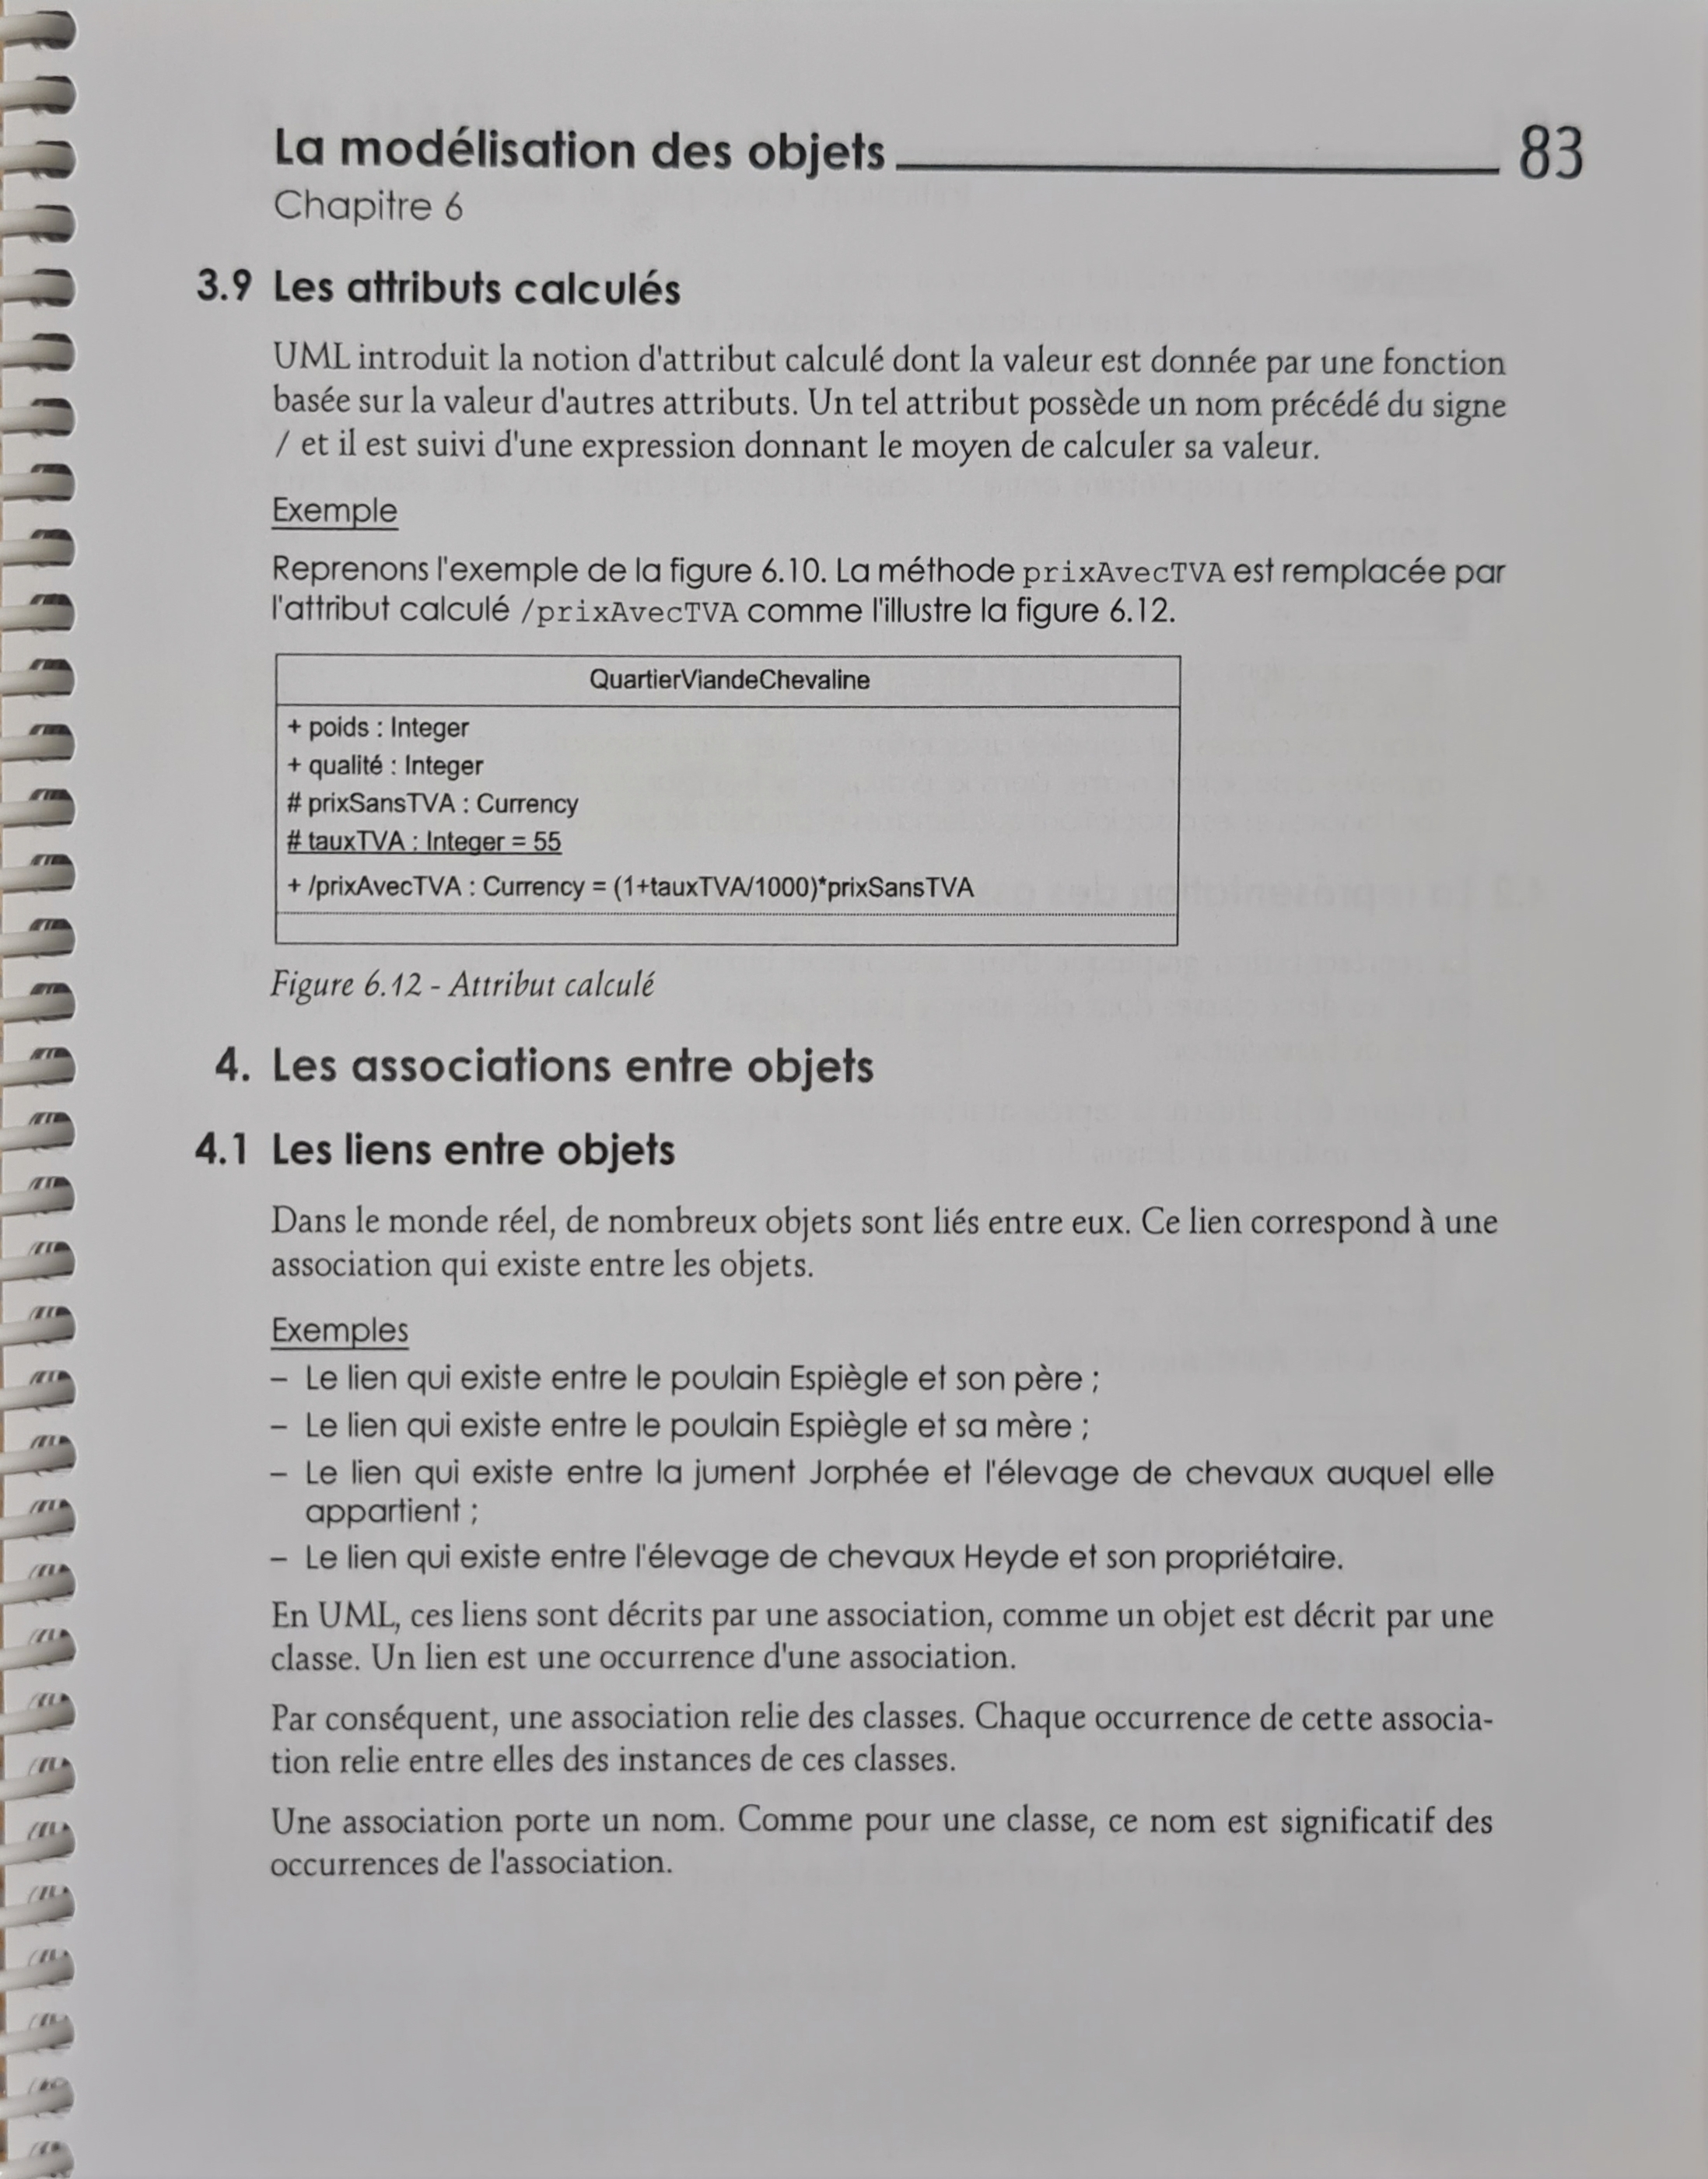 La modélisation des objets 83
Chapitre 6
3.9 Les attributs calculés
UML introduit la notion d'attribut calculé dont la valeur est donnée par une fonction
basée sur la valeur d'autres attributs. Un tel attribut possède un nom précédé du signe
/ et il est suivi d'une expression donnant le moyen de calculer sa valeur.
Exemple
Reprenons l'exemple de la figure 6.10. La méthode prixAvecTVA est remplacée par
l'attribut calculé /prixAvecTVA comme l'illustre la figure 6.12.
QuartierViandeChevaline
+ poids : Integer
+ qualité : Integer
# prixSansTVA : Currency
# tauxTVA : Integer = 55
+ /prixAvecTVA : Currency = (1+tauxTVA/1000)*prixSansTVA
Figure 6.12 - Attribut calculé
4. Les associations entre objets
4.1 Les liens entre objets
Dans le monde réel, de nombreux objets sont liés entre eux. Ce lien correspond à une
association qui existe entre les objets.
Exemples
– Le lien qui existe entre le poulain Espiègle et son père ;
– Le lien qui existe entre le poulain Espiègle et sa mère ;
– Le lien qui existe entre la jument Jorphée et l'élevage de chevaux auquel elle
appartient ;
– Le lien qui existe entre l'élevage de chevaux Heyde et son propriétaire.
En UML, ces liens sont décrits par une association, comme un objet est décrit par une
classe. Un lien est une occurrence d'une association.
Par conséquent, une association relie des classes. Chaque occurrence de cette associa-
tion relie entre elles des instances de ces classes.
Une association porte un nom. Comme pour une classe, ce nom est significatif des
occurrences de l'association.